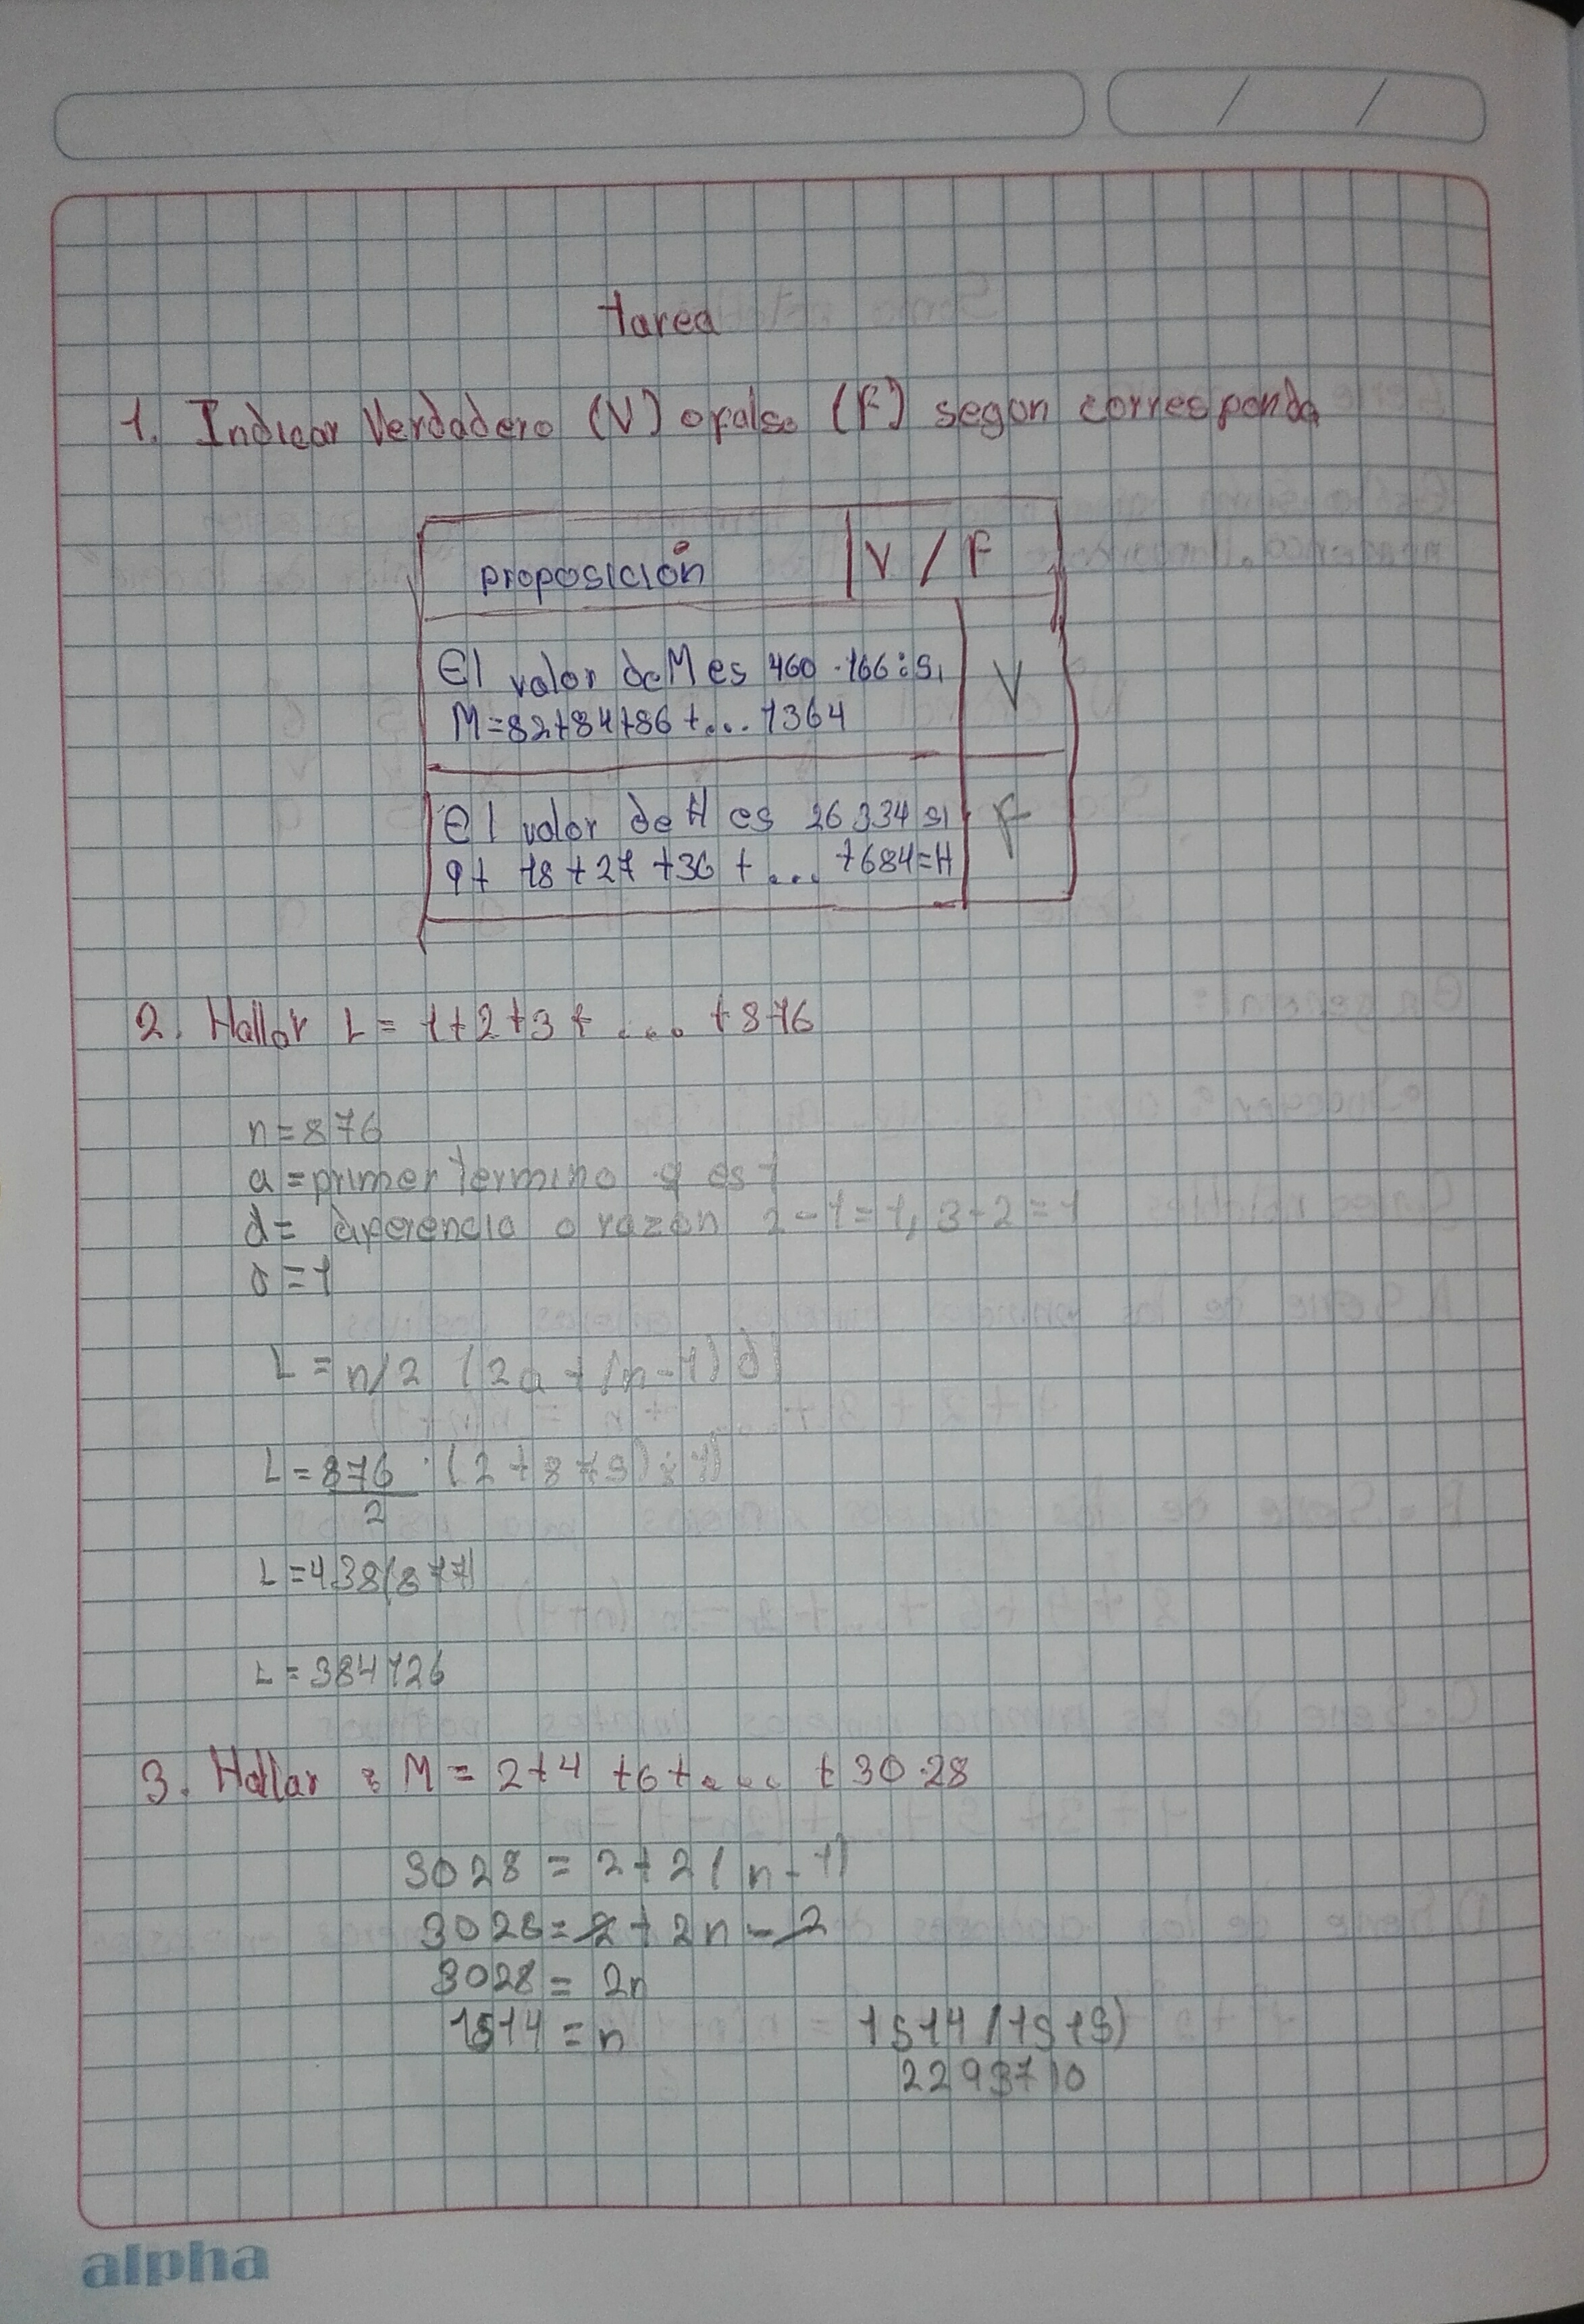 tarea
1. Indicar Verdadero (V) o falso (F) segun corresponda
proposición V / F
El valor de M es 460 166: Si V
M=82+84+86+... 1364
El valor de H es 26 334 si F
9+ 18+27+36+... +684=H
2. Hallar L= 1+2+3+ ... +876
n=876
a=primer termino q es 1
d= diferencia o razon 2-1=1, 3-2=1
d=1
L=n/2 (2a+(n-1)d)
L=876/2 (2+875)·1)
L=438(877)
L=384126
3. Hallar: M=2+4+6+.... +3028
3028=2+2(n-1)
3028=2+2n-2
3028=2n
1514=n 1514(1515)
2293710
alpha